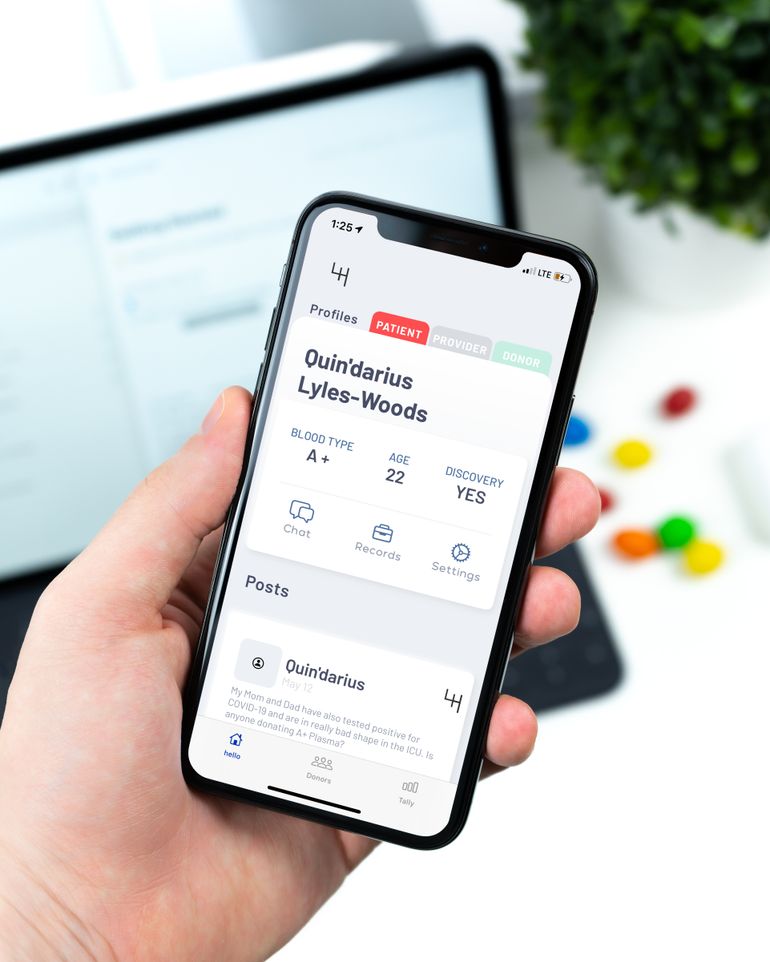 1:25
LTE
LH
Profiles
PATIENT
PROVIDER
DONOR
Quin'darius
Lyles-Woods
BLOOD TYPE
A+
AGE
22
DISCOVERY
YES
Chat
Records
Settings
Posts
Quin'darius
May 12
LH
My Mom and Dad have also tested positive for
COVID-19 and are in really bad shape in the ICU. Is
anyone donating A+ Plasma?
hello
Donors
Tally